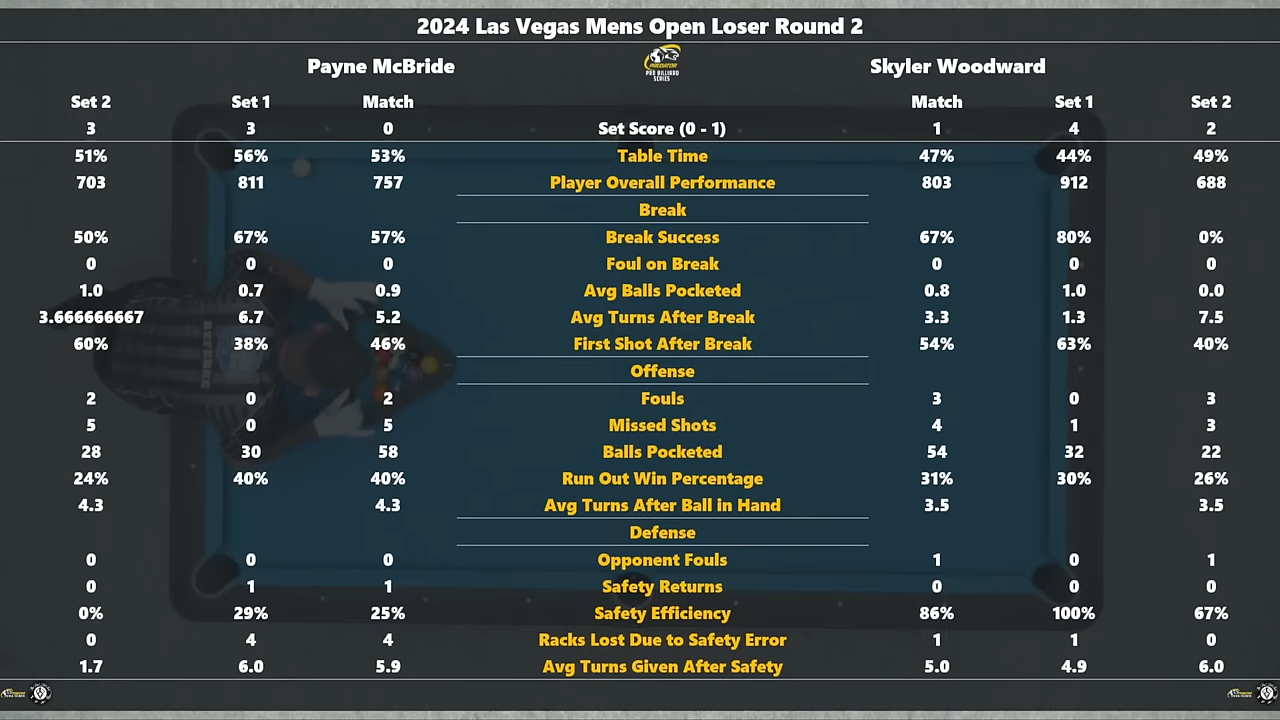 2024 Las Vegas Mens Open Loser Round 2
Payne McBride Skyler Woodward
PREDATOR
PRO BILLIARD
SERIES
Set 2 Set 1 Match Match Set 1 Set 2
3 3 0 Set Score (0 - 1) 1 4 2
51% 56% 53% Table Time 47% 44% 49%
703 811 757 Player Overall Performance 803 912 688
Break
50% 67% 57% Break Success 67% 80% 0%
0 0 0 Foul on Break 0 0 0
1.0 0.7 0.9 Avg Balls Pocketed 0.8 1.0 0.0
3.666666667 6.7 5.2 Avg Turns After Break 3.3 1.3 7.5
60% 38% 46% First Shot After Break 54% 63% 40%
Offense
2 0 2 Fouls 3 0 3
5 0 5 Missed Shots 4 1 3
28 30 58 Balls Pocketed 54 32 22
24% 40% 40% Run Out Win Percentage 31% 30% 26%
4.3 4.3 Avg Turns After Ball in Hand 3.5 3.5
Defense
0 0 0 Opponent Fouls 1 0 1
0 1 1 Safety Returns 0 0 0
0% 29% 25% Safety Efficiency 86% 100% 67%
0 4 4 Racks Lost Due to Safety Error 1 1 0
1.7 6.0 5.9 Avg Turns Given After Safety 5.0 4.9 6.0
REFEREE